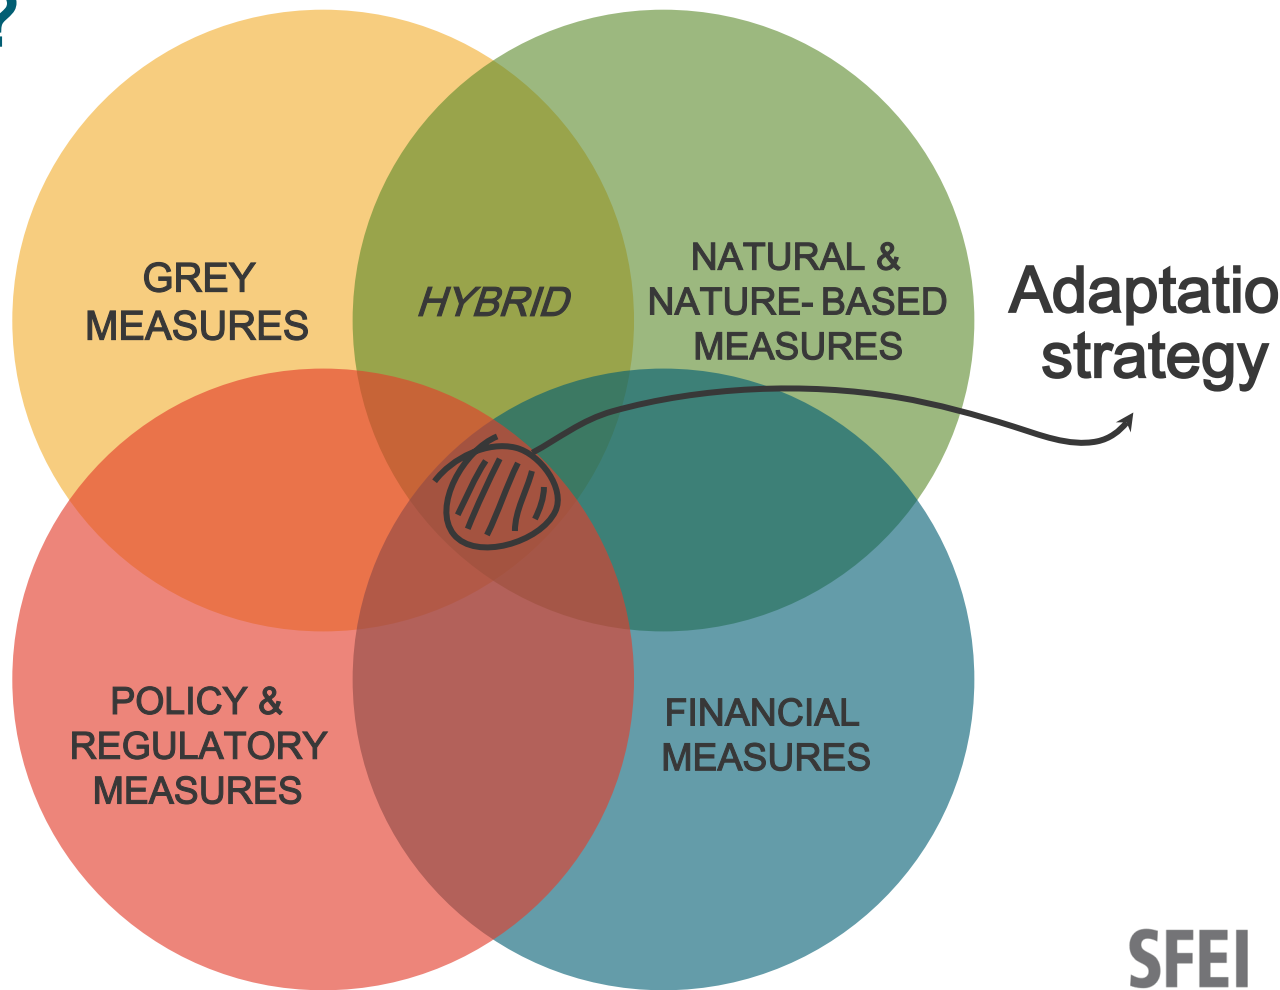 ?
GREY
MEASURES
HYBRID
NATURAL &
NATURE- BASED
MEASURES
Adaptatio
strategy
POLICY &
REGULATORY
MEASURES
FINANCIAL
MEASURES
SFEI